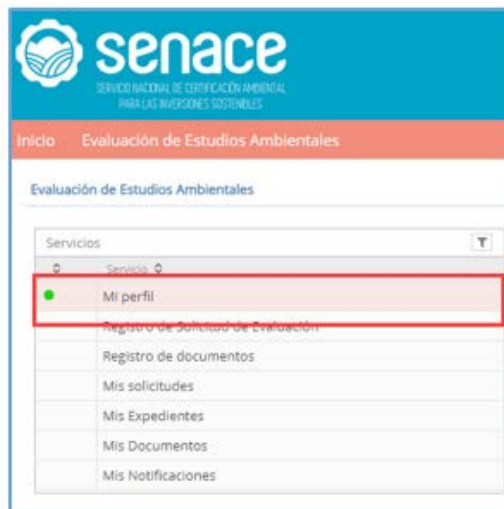 senace
SERVICIO NACIONAL DE CERTIFICACIÓN AMBIENTAL
PARA LAS INVERSIONES SOSTENIBLES
Inicio Evaluación de Estudios Ambientales
Evaluación de Estudios Ambientales
Servicios
Servicio
Mi perfil
Registro de Solicitud de Evaluación
Registro de documentos
Mis solicitudes
Mis Expedientes
Mis Documentos
Mis Notificaciones